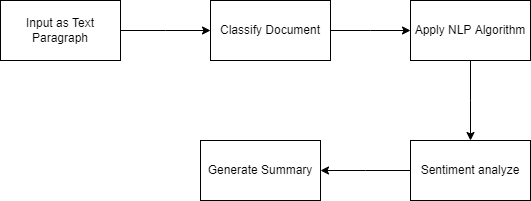 Input as Text
Paragraph
Classify Document
Apply NLP Algorithm
Sentiment analyze
Generate Summary